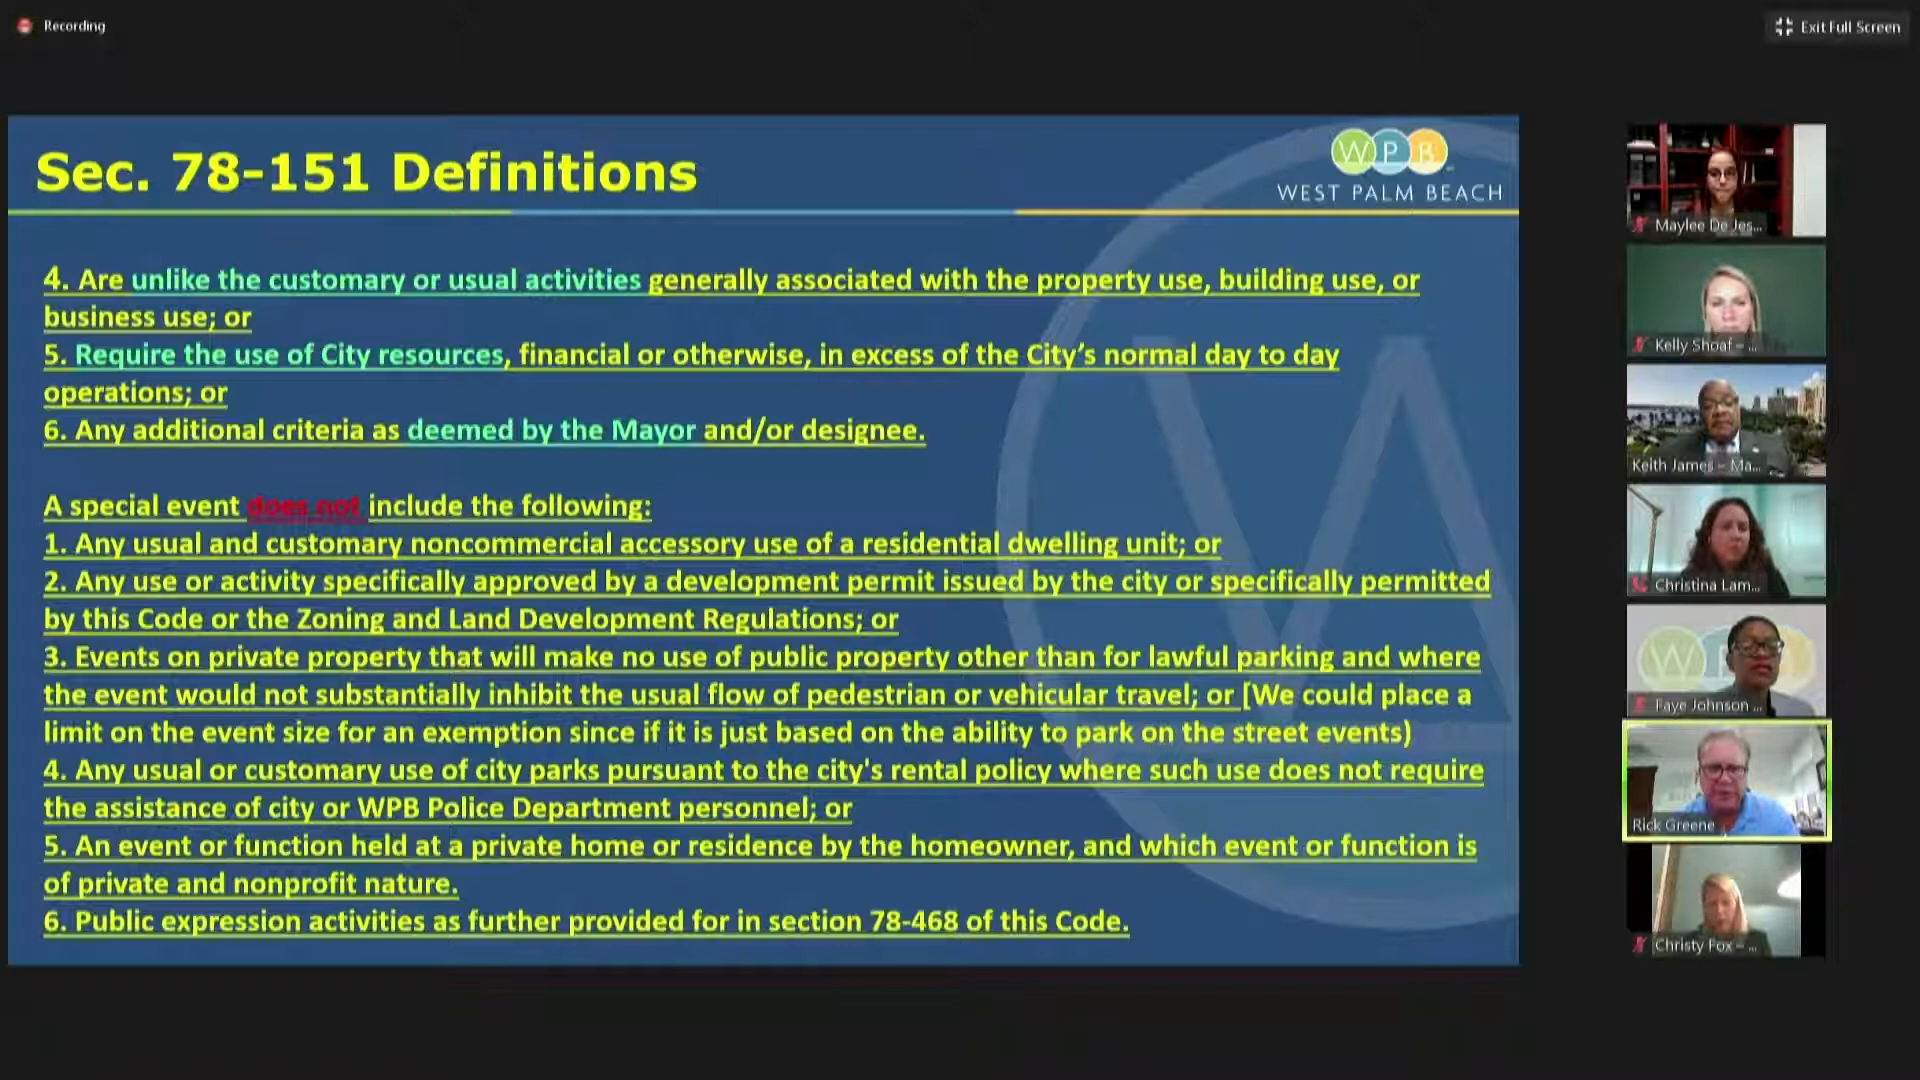 Recording
Exit Full Screen
Sec. 78-151 Definitions
WPB
WEST PALM BEACH
4. Are unlike the customary or usual activities generally associated with the property use, building use, or
business use; or
5. Require the use of City resources, financial or otherwise, in excess of the City's normal day to day
operations; or
6. Any additional criteria as deemed by the Mayor and/or designee.
A special event does not include the following:
1. Any usual and customary noncommercial accessory use of a residential dwelling unit; or
2. Any use or activity specifically approved by a development permit issued by the city or specifically permitted
by this Code or the Zoning and Land Development Regulations; or
3. Events on private property that will make no use of public property other than for lawful parking and where
the event would not substantially inhibit the usual flow of pedestrian or vehicular travel; or [We could place a
limit on the event size for an exemption since if it is just based on the ability to park on the street events)
4. Any usual or customary use of city parks pursuant to the city's rental policy where such use does not require
the assistance of city or WPB Police Department personnel; or
5. An event or function held at a private home or residence by the homeowner, and which event or function is
of private and nonprofit nature.
6. Public expression activities as further provided for in section 78-468 of this Code.
Maylee De Jes...
Kelly Shoaf – ...
Keith James – Ma...
Christina Lam...
Faye Johnson ...
Rick Greene
Christy Fox – ...